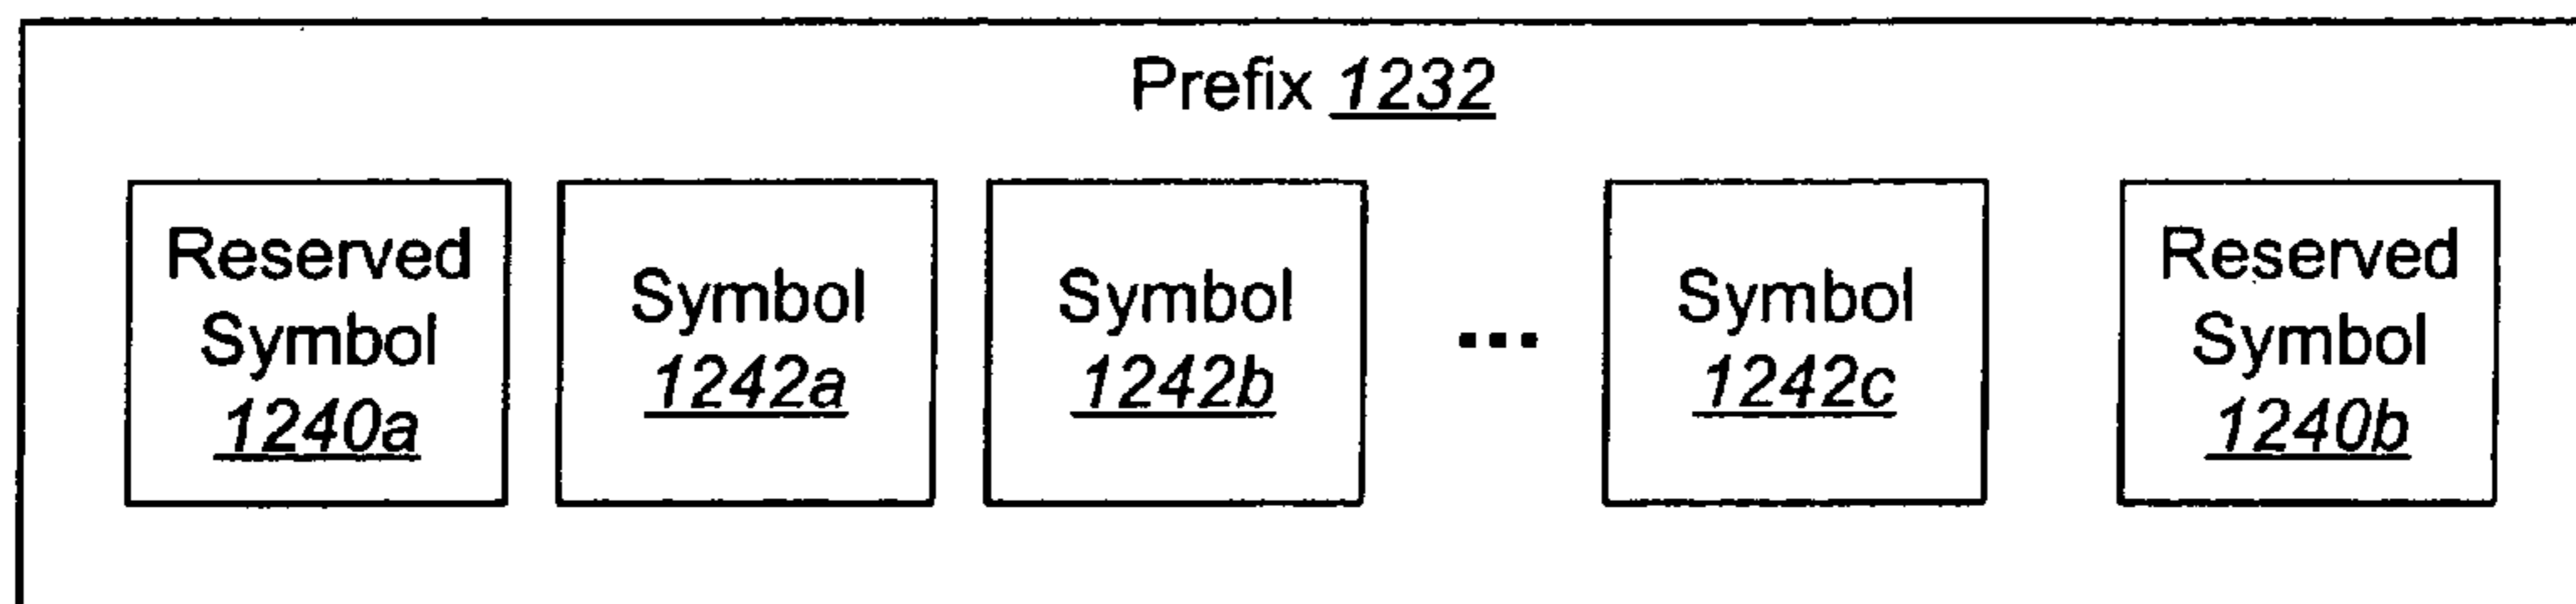 Prefix 1232
Reserved
Symbol
1240a
Symbol
1242a
Symbol
1242b
...
Symbol
1242c
Reserved
Symbol
1240b